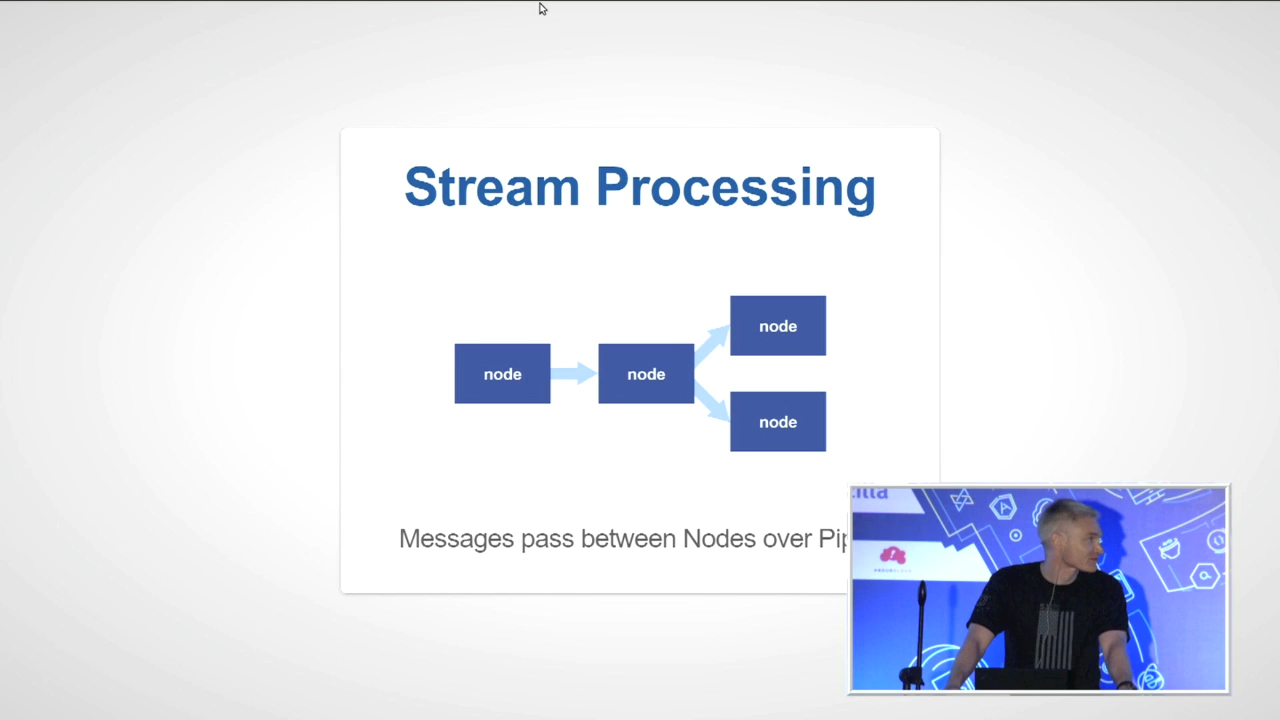 Stream Processing
node
node
node
node
Messages pass between Nodes over Pip